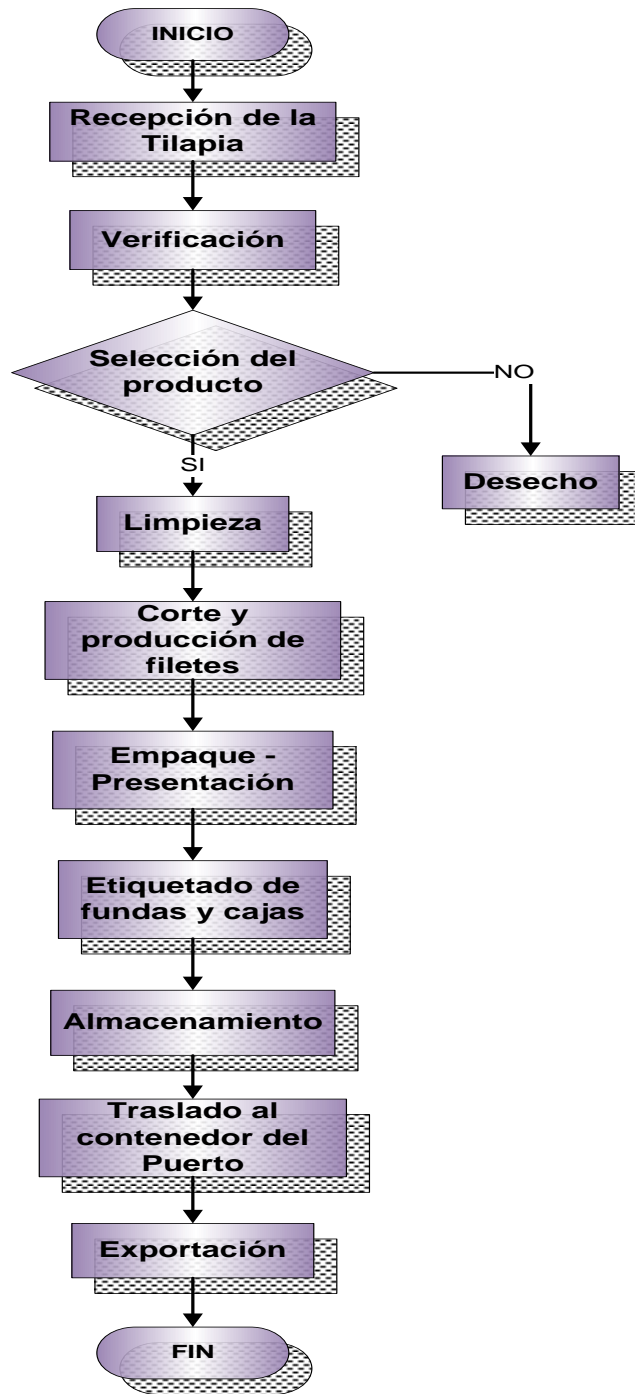 INICIO
Recepción de la
Tilapia
Verificación
Selección del
producto
NO
SI
Desecho
Limpieza
Corte y
producción de
filetes
Empaque -
Presentación
Etiquetado de
fundas y cajas
Almacenamiento
Traslado al
contenedor del
Puerto
Exportación
FIN